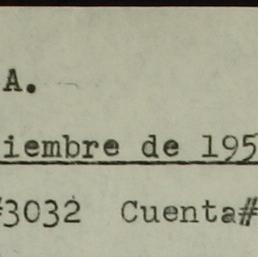 A.
iembre de 195
#3032 Cuenta#